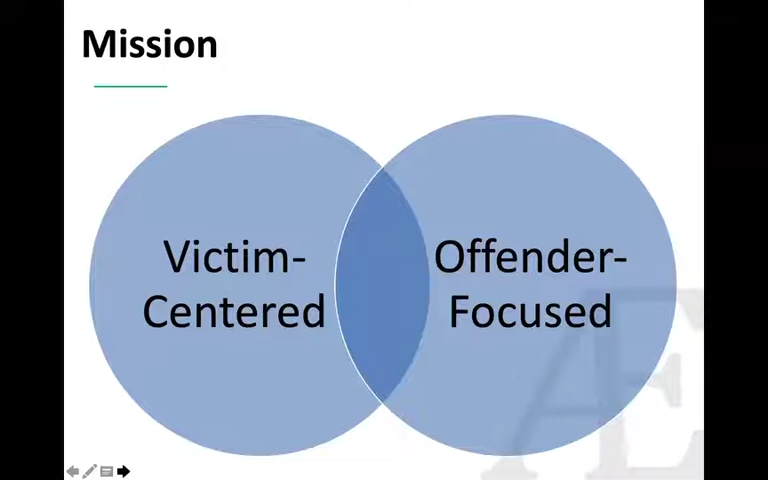 Mission
Victim-
Centered
Offender-
Focused
Æ